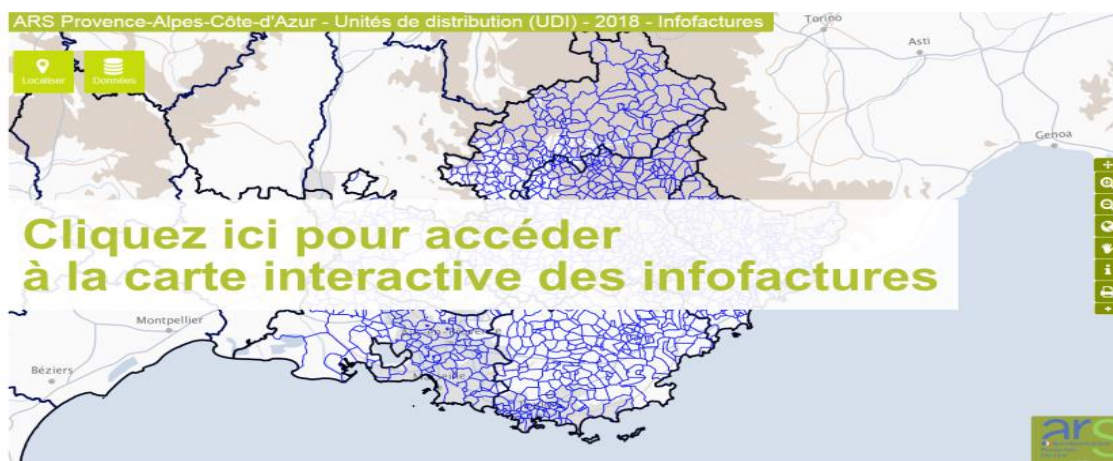 ARS Provence-Alpes-Côte-d'Azur - Unités de distribution (UDI) - 2018 - Infofactures
Torino
Asti
Localiser
Données
Genoa
Cliquez ici pour accéder
à la carte interactive des infofactures
Montpellier
Béziers
ars